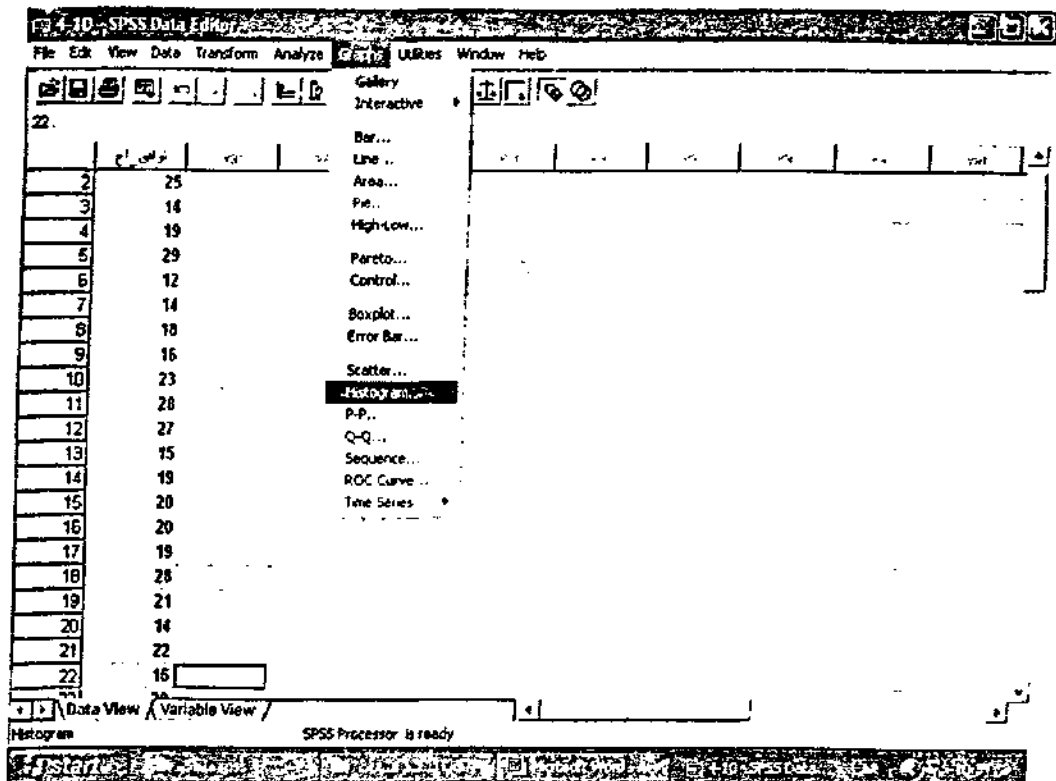 4-10 - SPSS Data Editor
File Edit View Data Transform Analyze Graphs Utilities Window Help
Gallery
Interactive
22 :
Bar...
Line ...
Area...
Pie..
High-Low...
Pareto...
Control...
Boxplot...
Error Bar...
Scatter...
Histogram...
P-P..
Q-Q...
Sequence...
ROC Curve ...
Time Series
2 25
3 14
4 19
5 29
6 12
7 14
8 18
9 16
10 23
11 28
12 27
13 15
14 19
15 20
16 20
17 19
18 28
19 21
20 14
21 22
22
Data View Variable View
Histogram SPSS Processor is ready
start